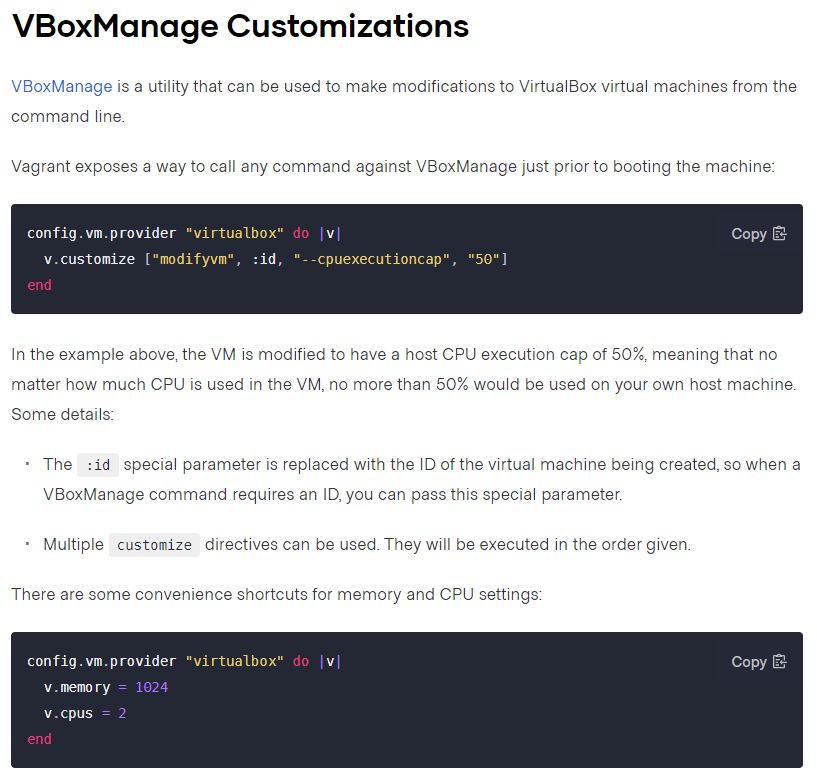 VBoxManage Customizations
VBoxManage is a utility that can be used to make modifications to VirtualBox virtual machines from the
command line.
Vagrant exposes a way to call any command against VBoxManage just prior to booting the machine:
Copy
config.vm.provider "virtualbox" do |v|
  v.customize ["modifyvm", :id, "--cpuexecutioncap", "50"]
end
In the example above, the VM is modified to have a host CPU execution cap of 50%, meaning that no
matter how much CPU is used in the VM, no more than 50% would be used on your own host machine.
Some details:
· The :id special parameter is replaced with the ID of the virtual machine being created, so when a
VBoxManage command requires an ID, you can pass this special parameter.
· Multiple customize directives can be used. They will be executed in the order given.
There are some convenience shortcuts for memory and CPU settings:
Copy
config.vm.provider "virtualbox" do |v|
  v.memory = 1024
  v.cpus = 2
end